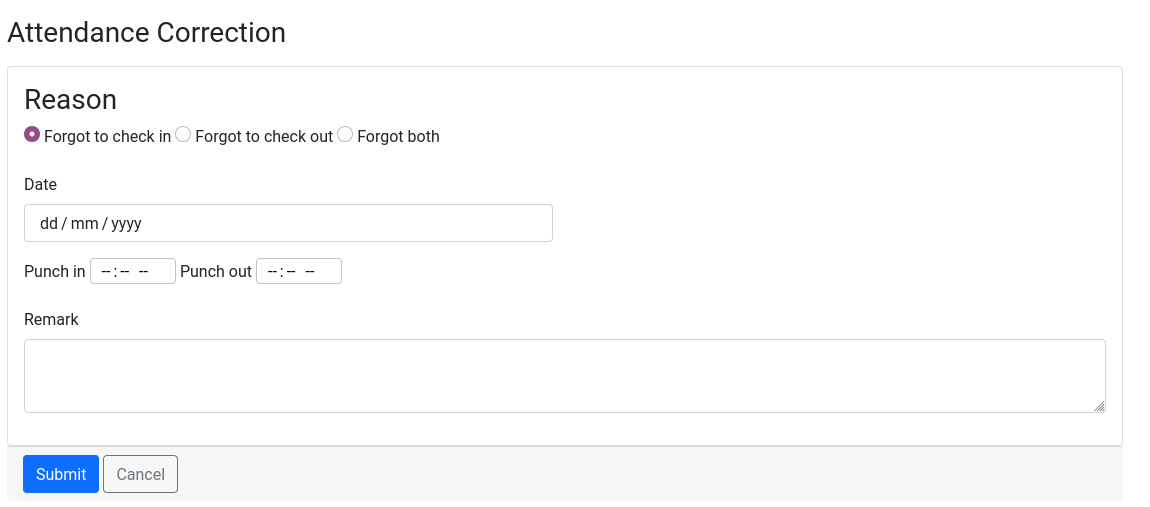 Attendance Correction
Reason
Forgot to check in Forgot to check out Forgot both
Date
dd / mm / yyyy
Punch in --:-- -- Punch out --:-- --
Remark
Submit Cancel